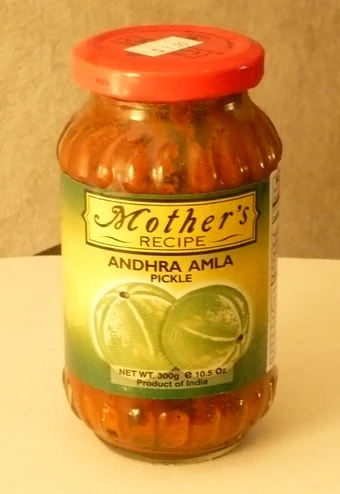 Mother's
RECIPE
ANDHRA AMLA
PICKLE
NET WT. 300g e 10.5 Oz
Product of India